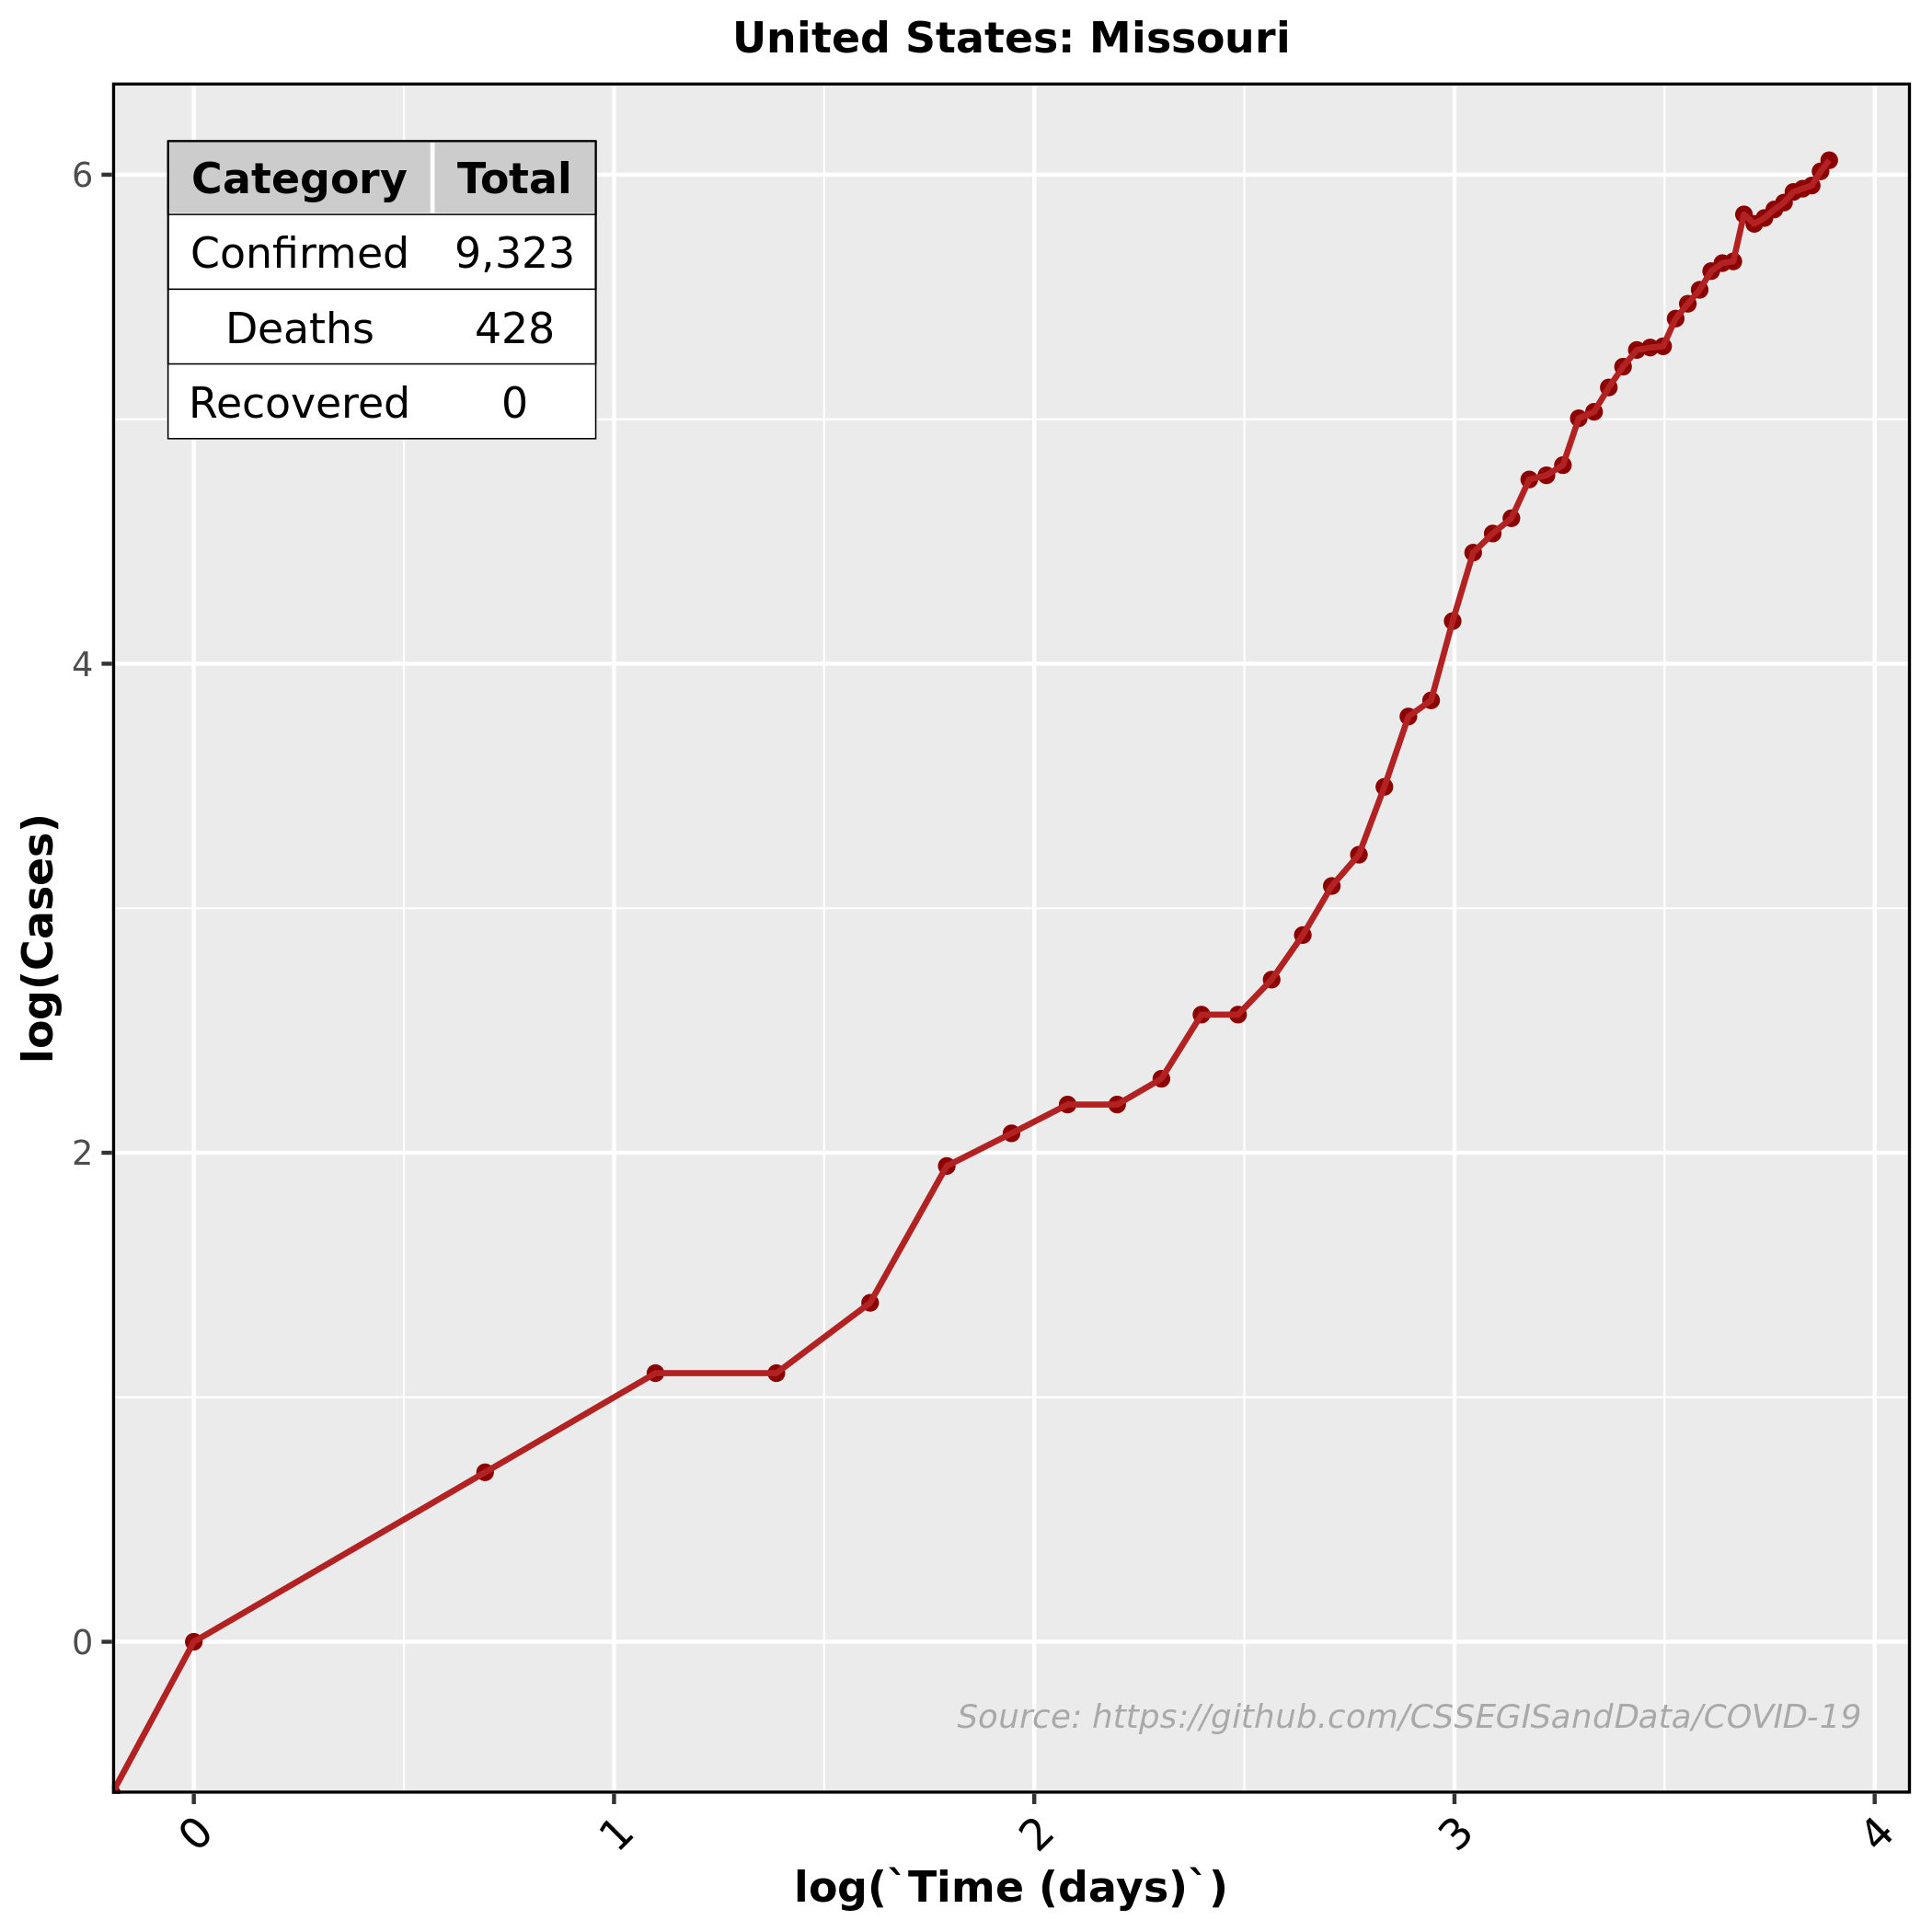 United States: Missouri
Category Total
Confirmed 9,323
Deaths 428
Recovered 0
6
4
2
0
log(Cases)
Source: https://github.com/CSSEGISandData/COVID-19
0 1 2 3 4
log(`Time (days)`)